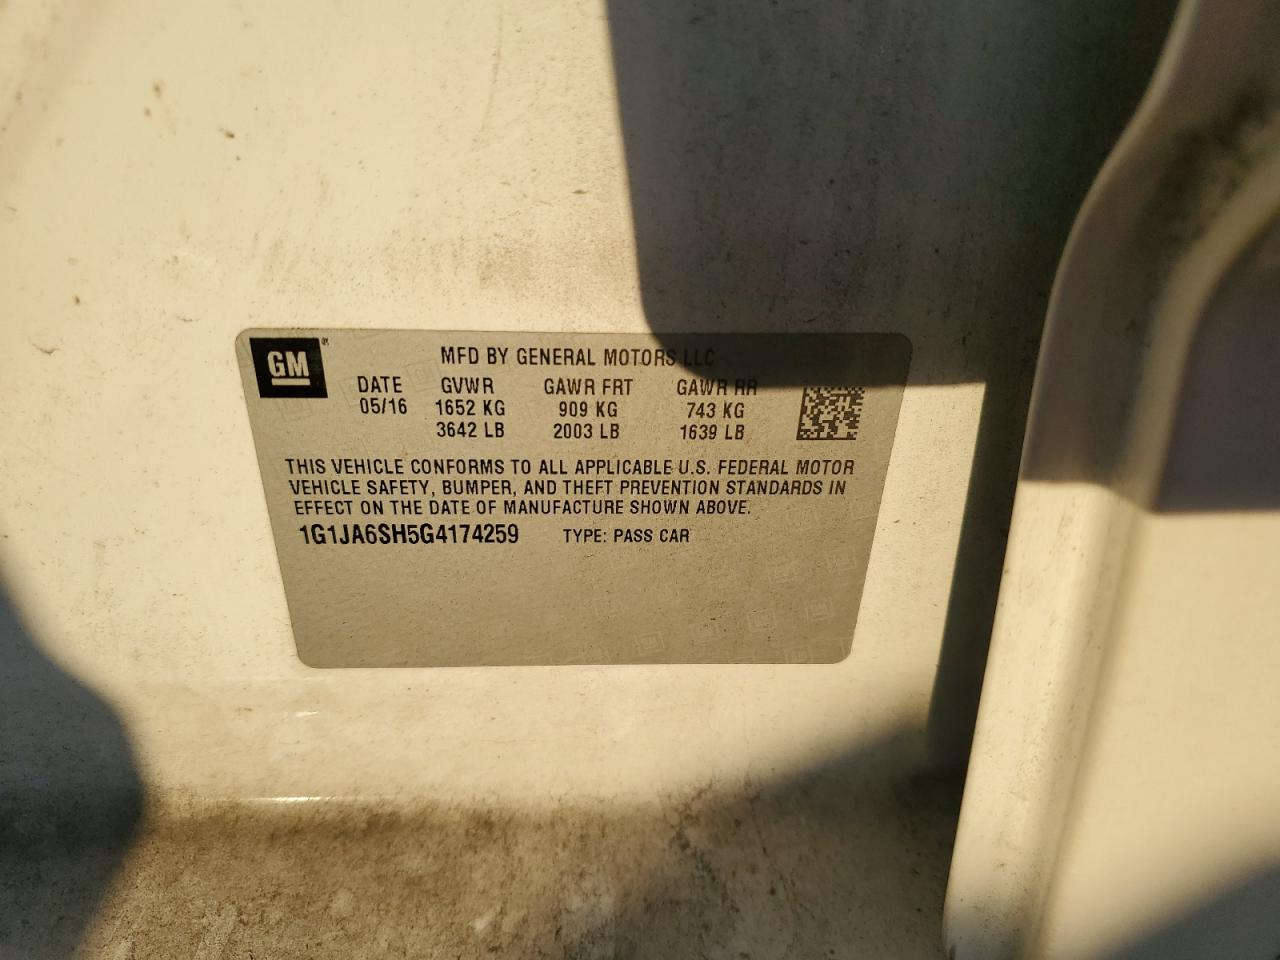 GM®
MFD BY GENERAL MOTORS LLC
DATE GVWR GAWR FRT GAWR RR
05/16 1652 KG 909 KG 743 KG
3642 LB 2003 LB 1639 LB
THIS VEHICLE CONFORMS TO ALL APPLICABLE U.S. FEDERAL MOTOR
VEHICLE SAFETY, BUMPER, AND THEFT PREVENTION STANDARDS IN
EFFECT ON THE DATE OF MANUFACTURE SHOWN ABOVE.
1G1JA6SH5G4174259 TYPE: PASS CAR